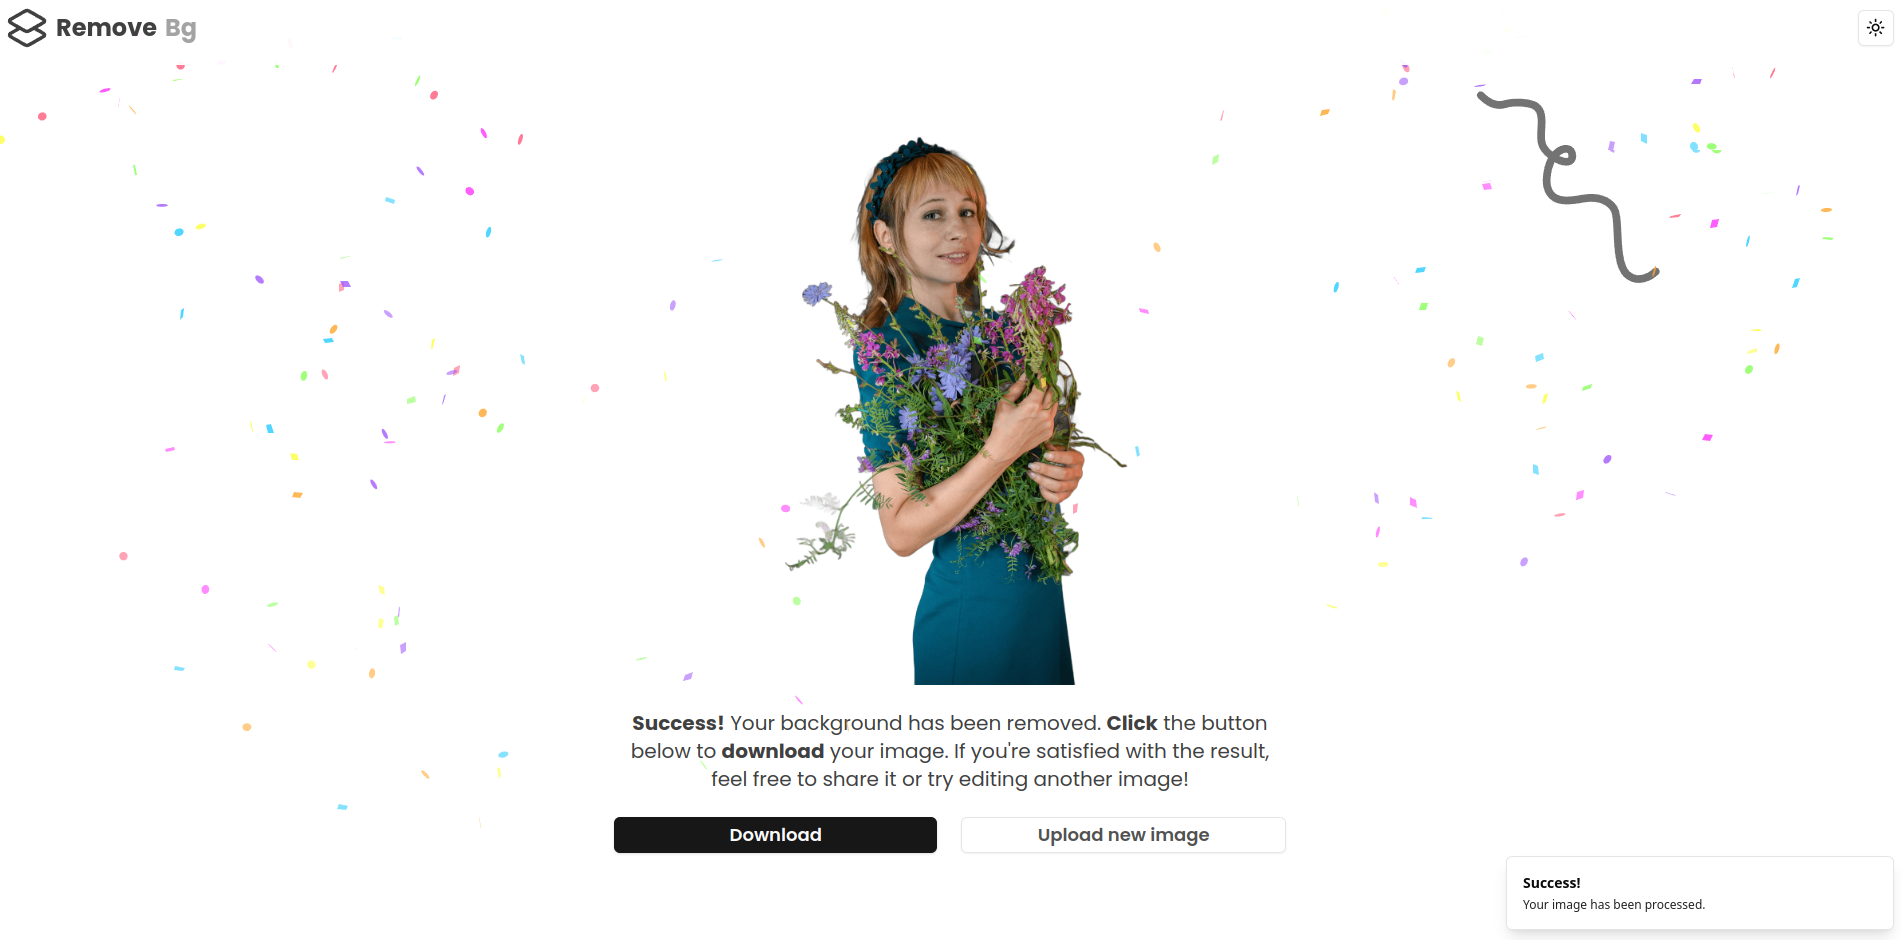 Remove Bg
Success! Your background has been removed. Click the button
below to download your image. If you're satisfied with the result,
feel free to share it or try editing another image!
Download
Upload new image
Success!
Your image has been processed.